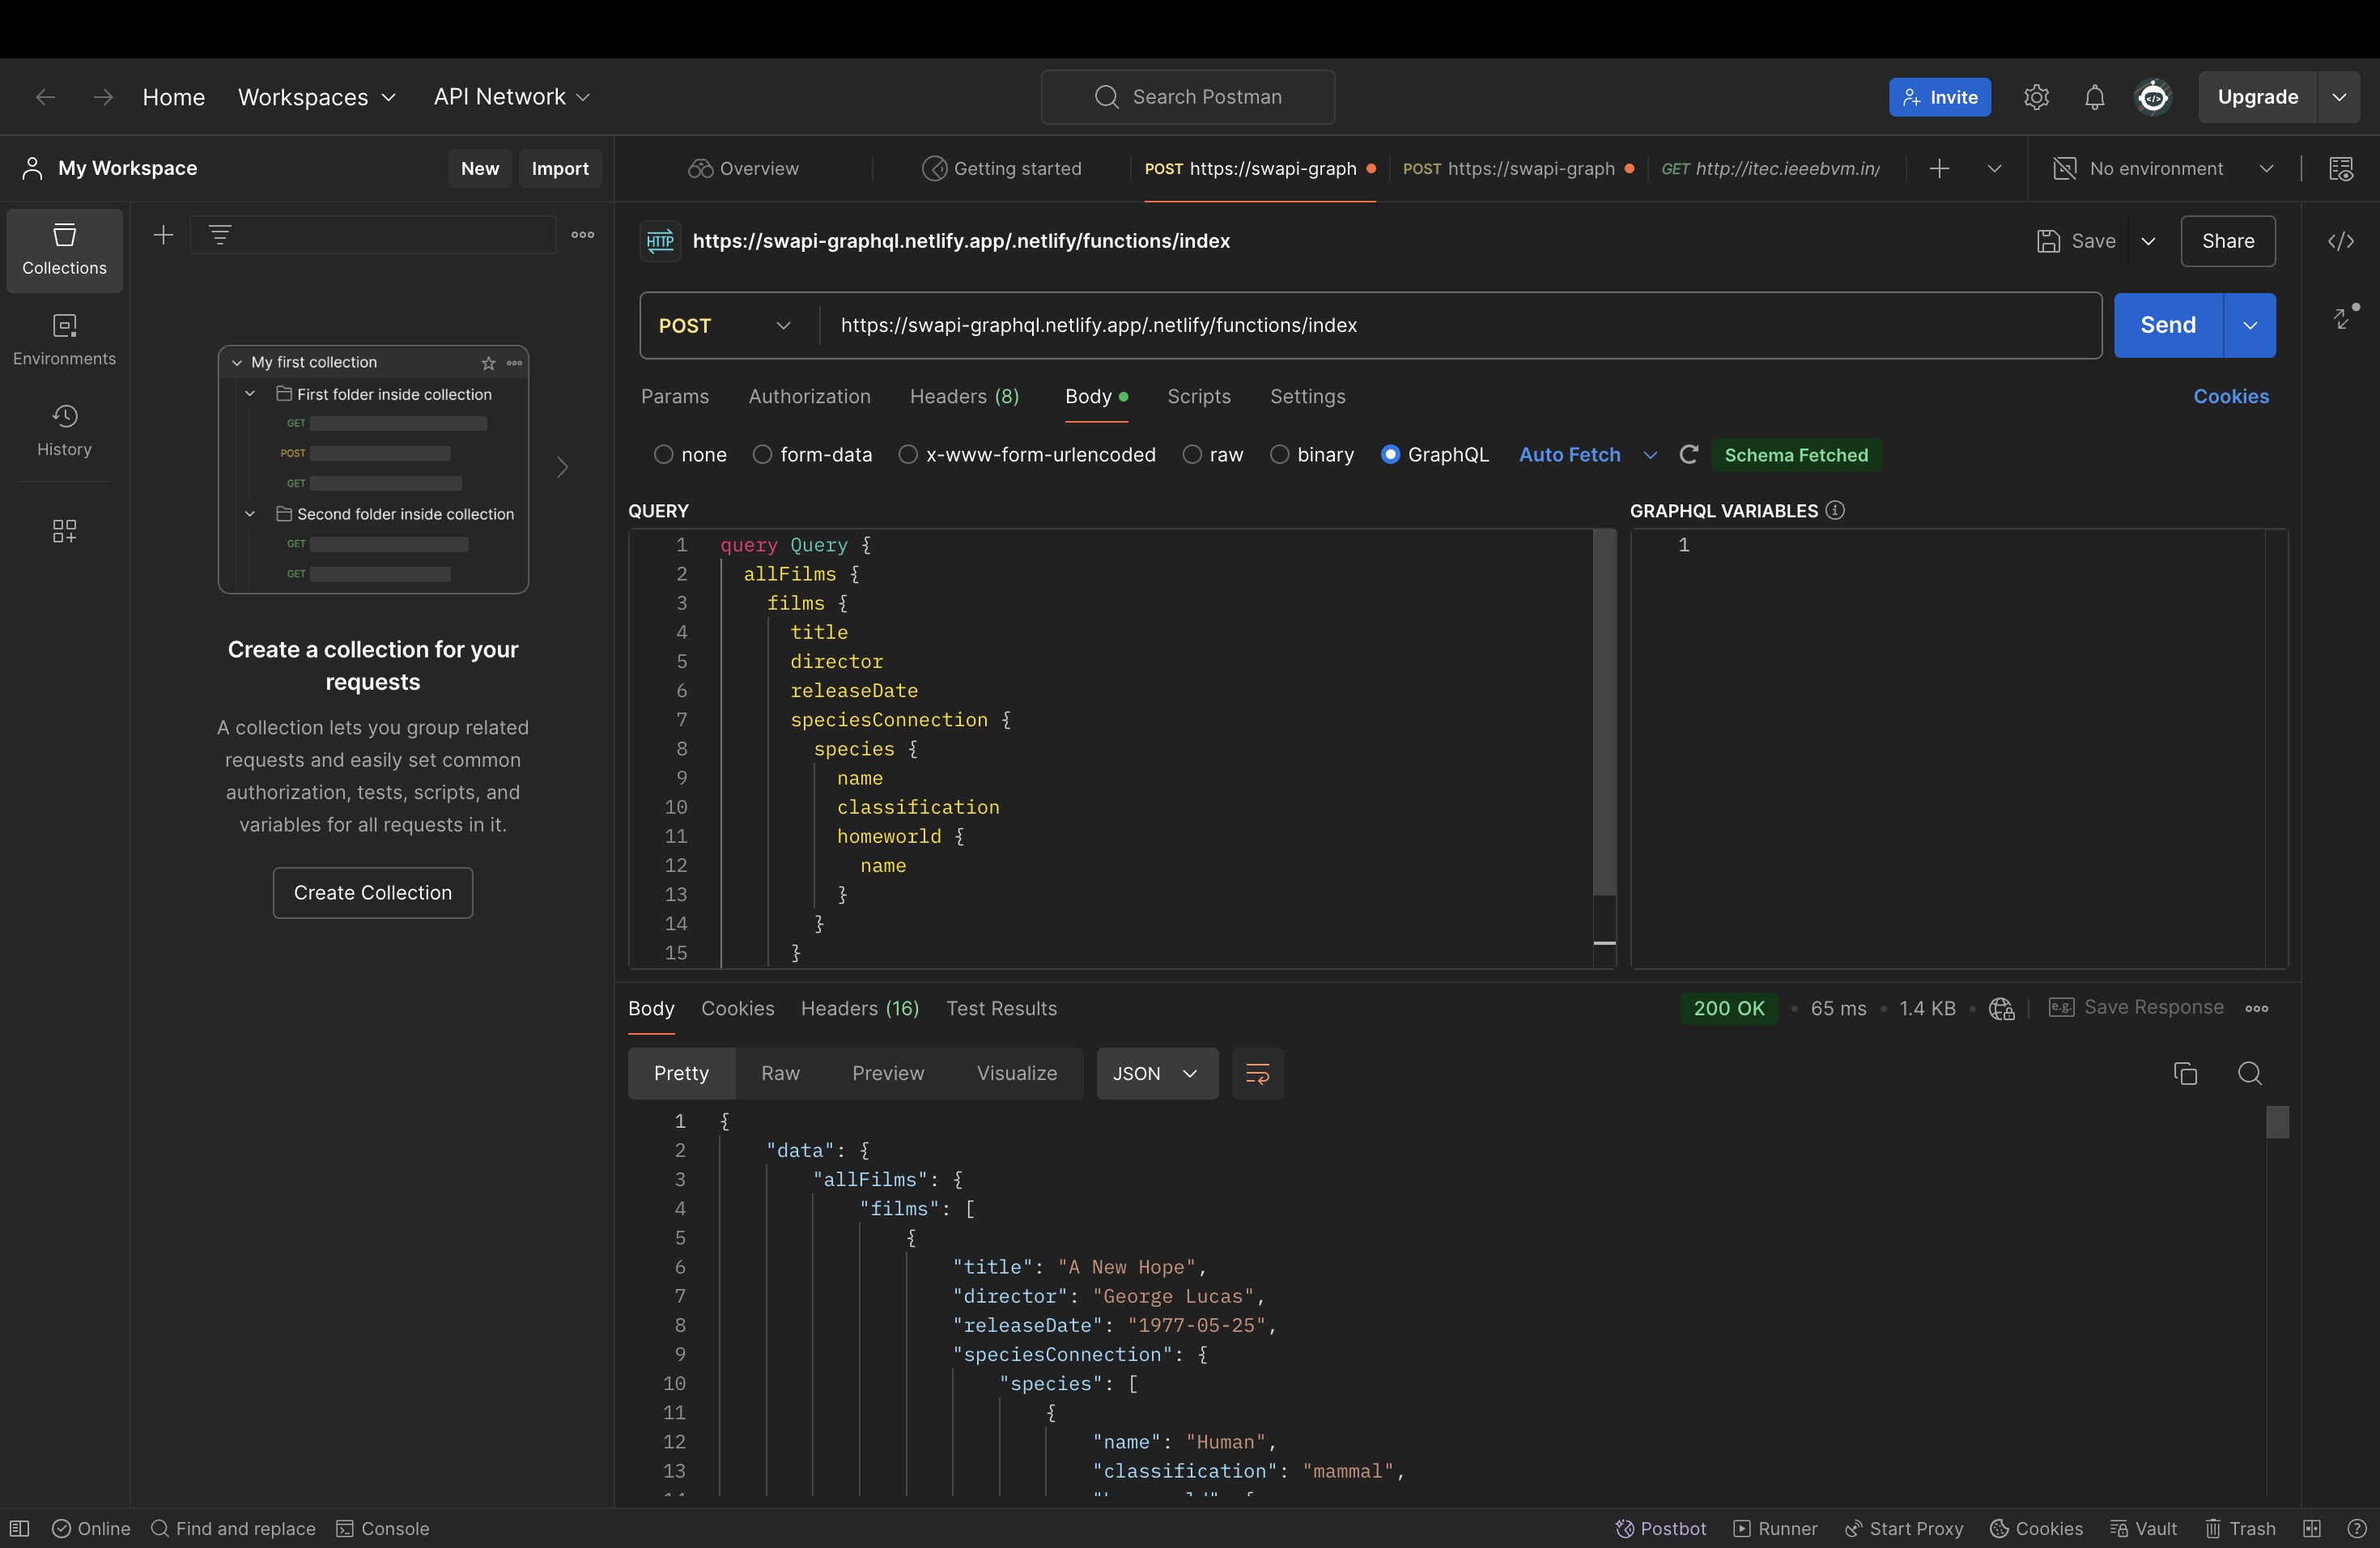 Home Workspaces API Network Search Postman Invite Upgrade
My Workspace New Import
Overview Getting started POST https://swapi-graph POST https://swapi-graph GET http://itec.ieeebvm.in/ No environment
Collections
Environments
History
My first collection
First folder inside collection
GET
POST
GET
Second folder inside collection
GET
GET
Create a collection for your
requests
A collection lets you group related
requests and easily set common
authorization, tests, scripts, and
variables for all requests in it.
Create Collection
HTTP https://swapi-graphql.netlify.app/.netlify/functions/index Save Share
POST https://swapi-graphql.netlify.app/.netlify/functions/index Send
Params Authorization Headers (8) Body Scripts Settings Cookies
none form-data x-www-form-urlencoded raw binary GraphQL Auto Fetch Schema Fetched
QUERY
1 query Query {
2 allFilms {
3 films {
4 title
5 director
6 releaseDate
7 speciesConnection {
8 species {
9 name
10 classification
11 homeworld {
12 name
13 }
14 }
15 }
GRAPHQL VARIABLES
1
Body Cookies Headers (16) Test Results 200 OK • 65 ms • 1.4 KB • e.g. Save Response
Pretty Raw Preview Visualize JSON
1 {
2 "data": {
3 "allFilms": {
4 "films": [
5 {
6 "title": "A New Hope",
7 "director": "George Lucas",
8 "releaseDate": "1977-05-25",
9 "speciesConnection": {
10 "species": [
11 {
12 "name": "Human",
13 "classification": "mammal",
Online Find and replace Console Postbot Runner Start Proxy Cookies Vault Trash